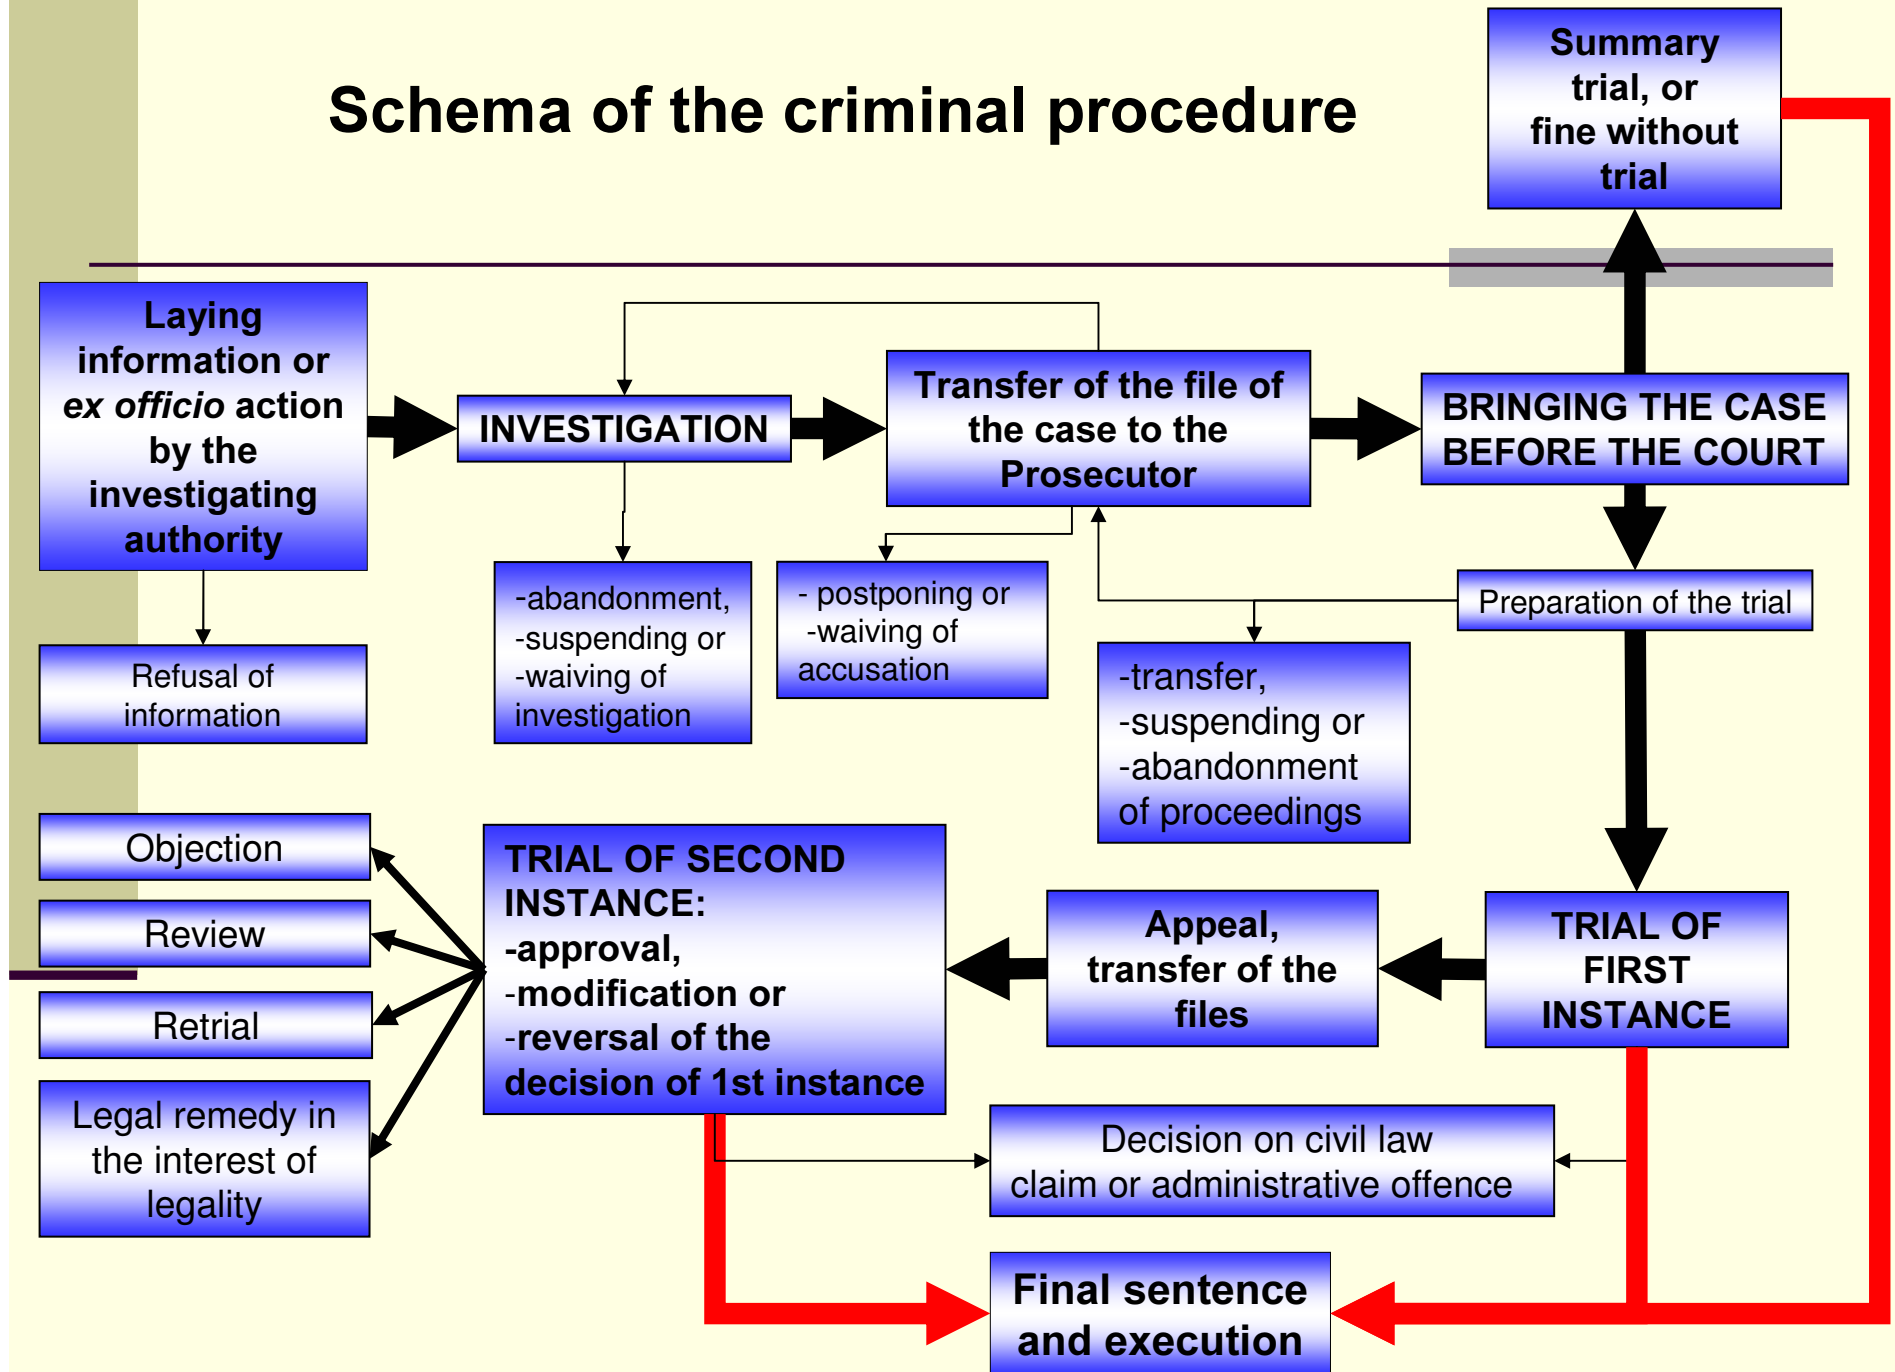 Schema of the criminal procedure
Summary
trial, or
fine without
trial
Laying
information or
ex officio action
by the
investigating
authority
INVESTIGATION
Transfer of the file of
the case to the
Prosecutor
BRINGING THE CASE
BEFORE THE COURT
Refusal of
information
-abandonment,
-suspending or
-waiving of
investigation
- postponing or
-waiving of
accusation
Preparation of the trial
-transfer,
-suspending or
-abandonment
of proceedings
Objection
Review
Retrial
Legal remedy in
the interest of
legality
TRIAL OF SECOND
INSTANCE:
-approval,
-modification or
-reversal of the
decision of 1st instance
Appeal,
transfer of the
files
TRIAL OF
FIRST
INSTANCE
Decision on civil law
claim or administrative offence
Final sentence
and execution